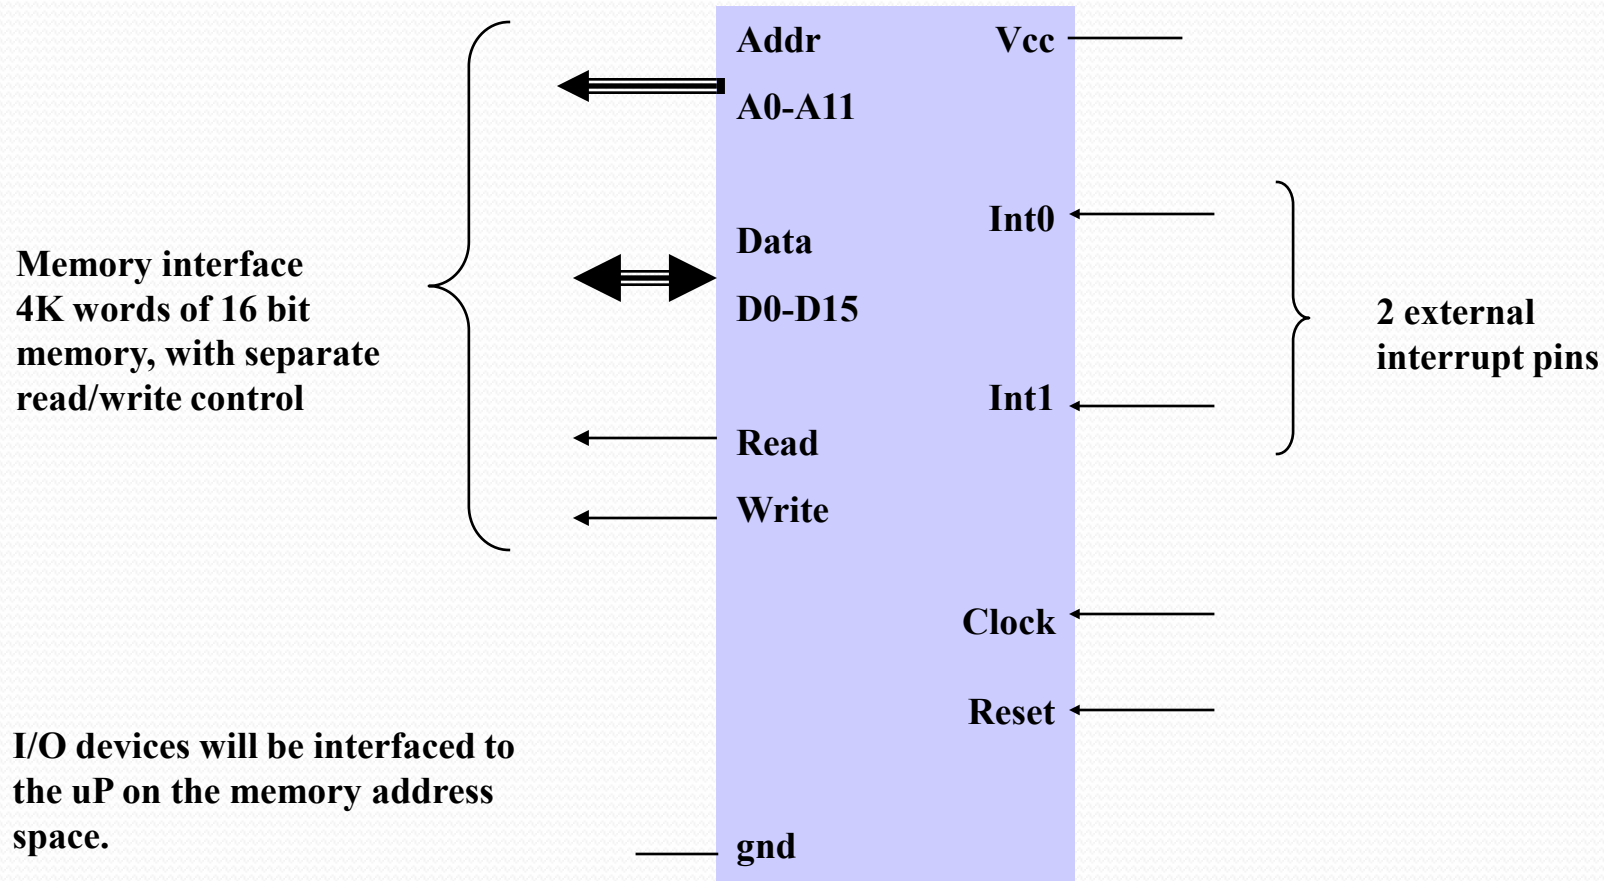 Addr
Vcc
A0-A11
Int0
Data
D0-D15
Memory interface
4K words of 16 bit
memory, with separate
read/write control
2 external
interrupt pins
Int1
Read
Write
Clock
Reset
I/O devices will be interfaced to
the uP on the memory address
space.
gnd